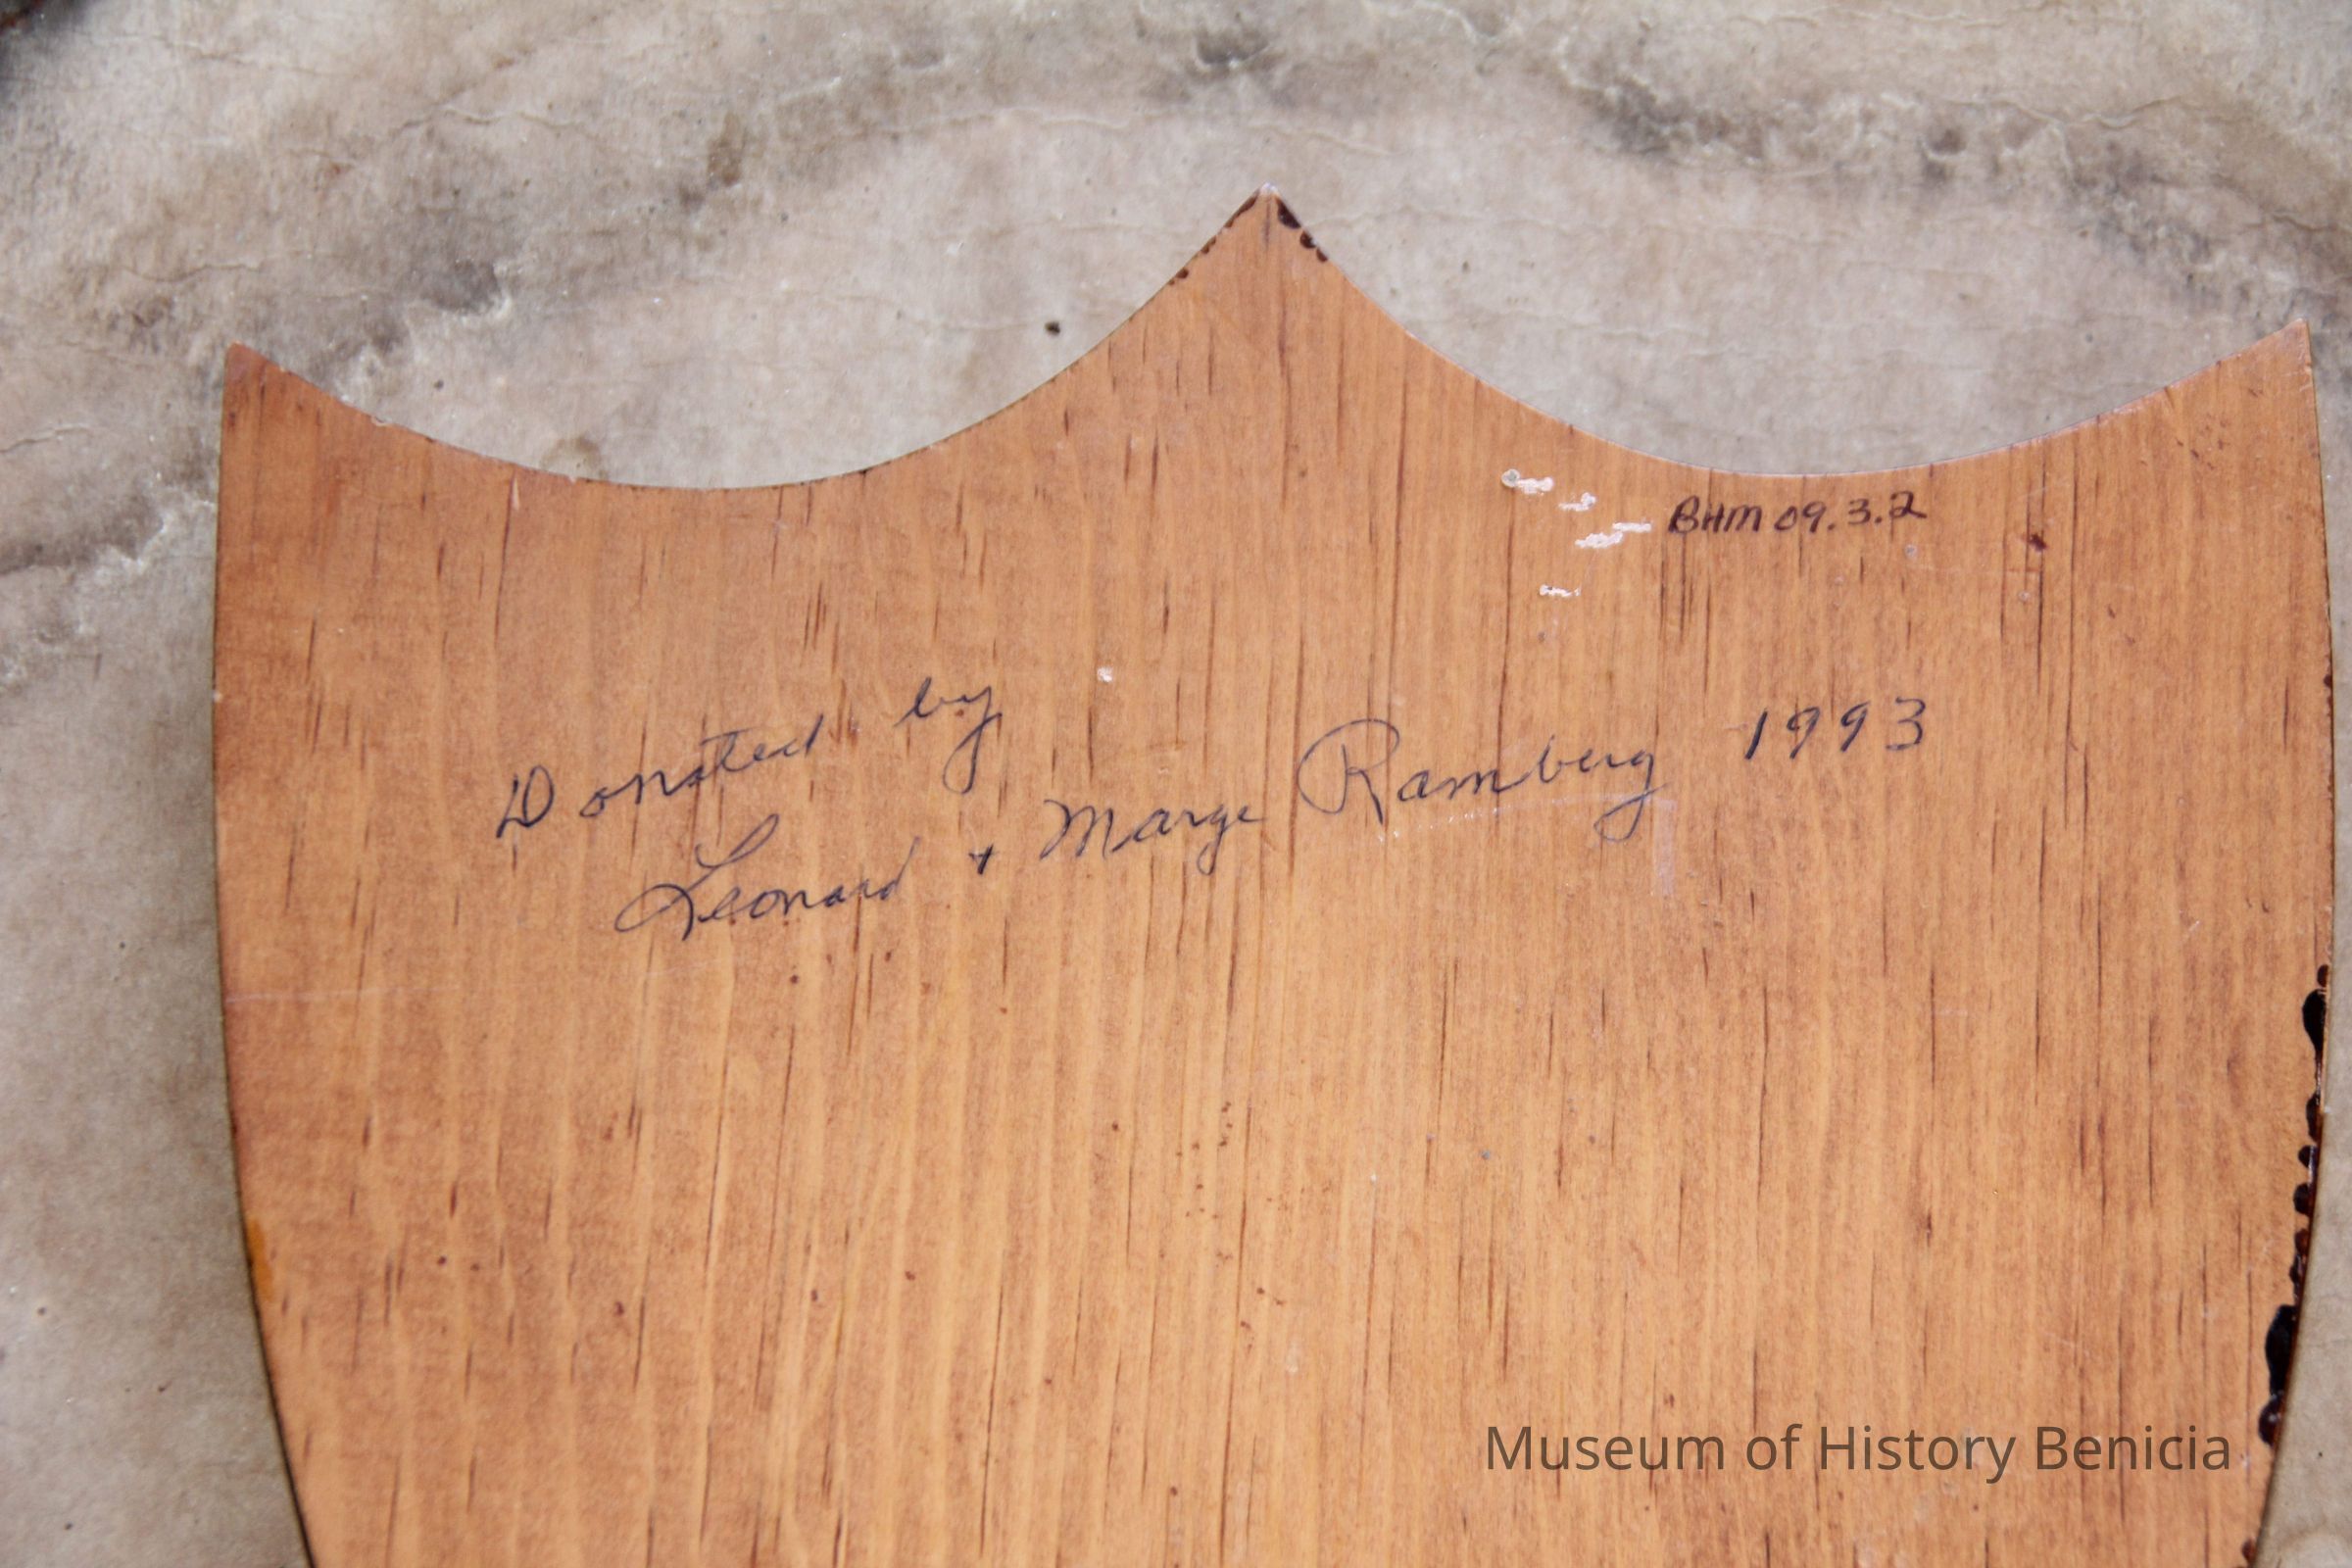 BHM 09.3.2
Donated by
Leonard + Marge Ramberg 1993
Museum of History Benicia